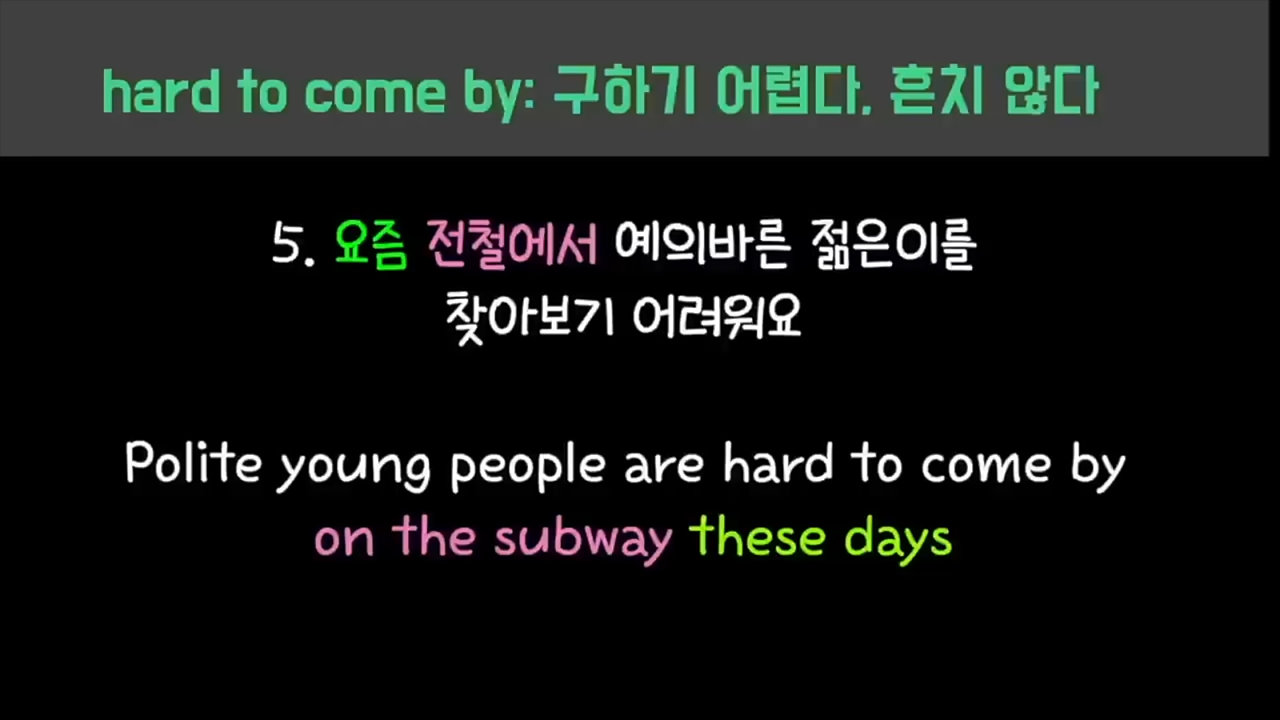 hard to come by: 구하기 어렵다, 흔치 않다
5. 요즘 전철에서 예의바른 젊은이를
찾아보기 어려워요
Polite young people are hard to come by
on the subway these days